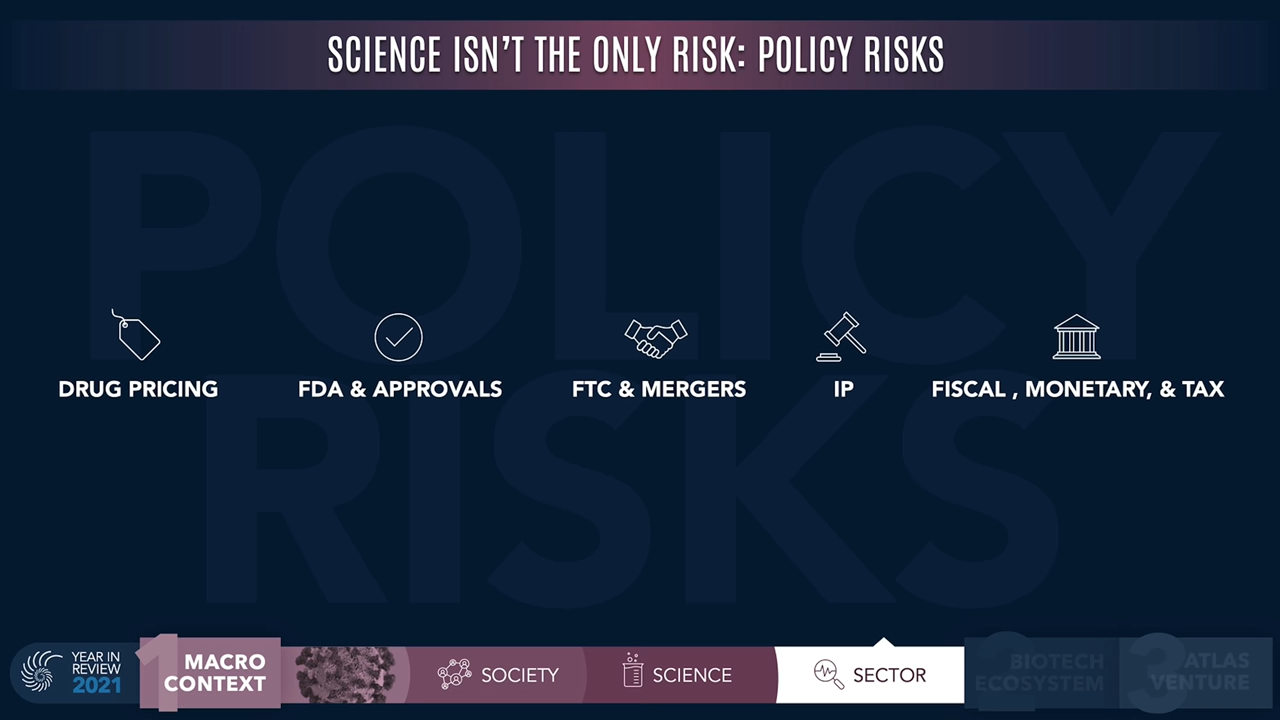 SCIENCE ISN'T THE ONLY RISK: POLICY RISKS
POLICY
RISKS
DRUG PRICING
FDA & APPROVALS
FTC & MERGERS
IP
FISCAL , MONETARY, & TAX
YEAR IN
REVIEW
2021
1
MACRO
CONTEXT
SOCIETY
SCIENCE
SECTOR
2
BIOTECH
ECOSYSTEM
3
ATLAS
VENTURE